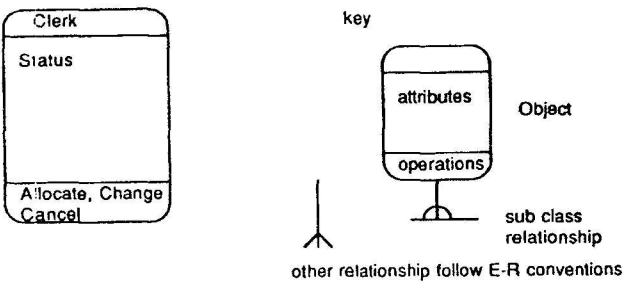 Clerk
Status
Allocate, Change
Cancel
key
attributes
Object
operations
sub class
relationship
other relationship follow E-R conventions